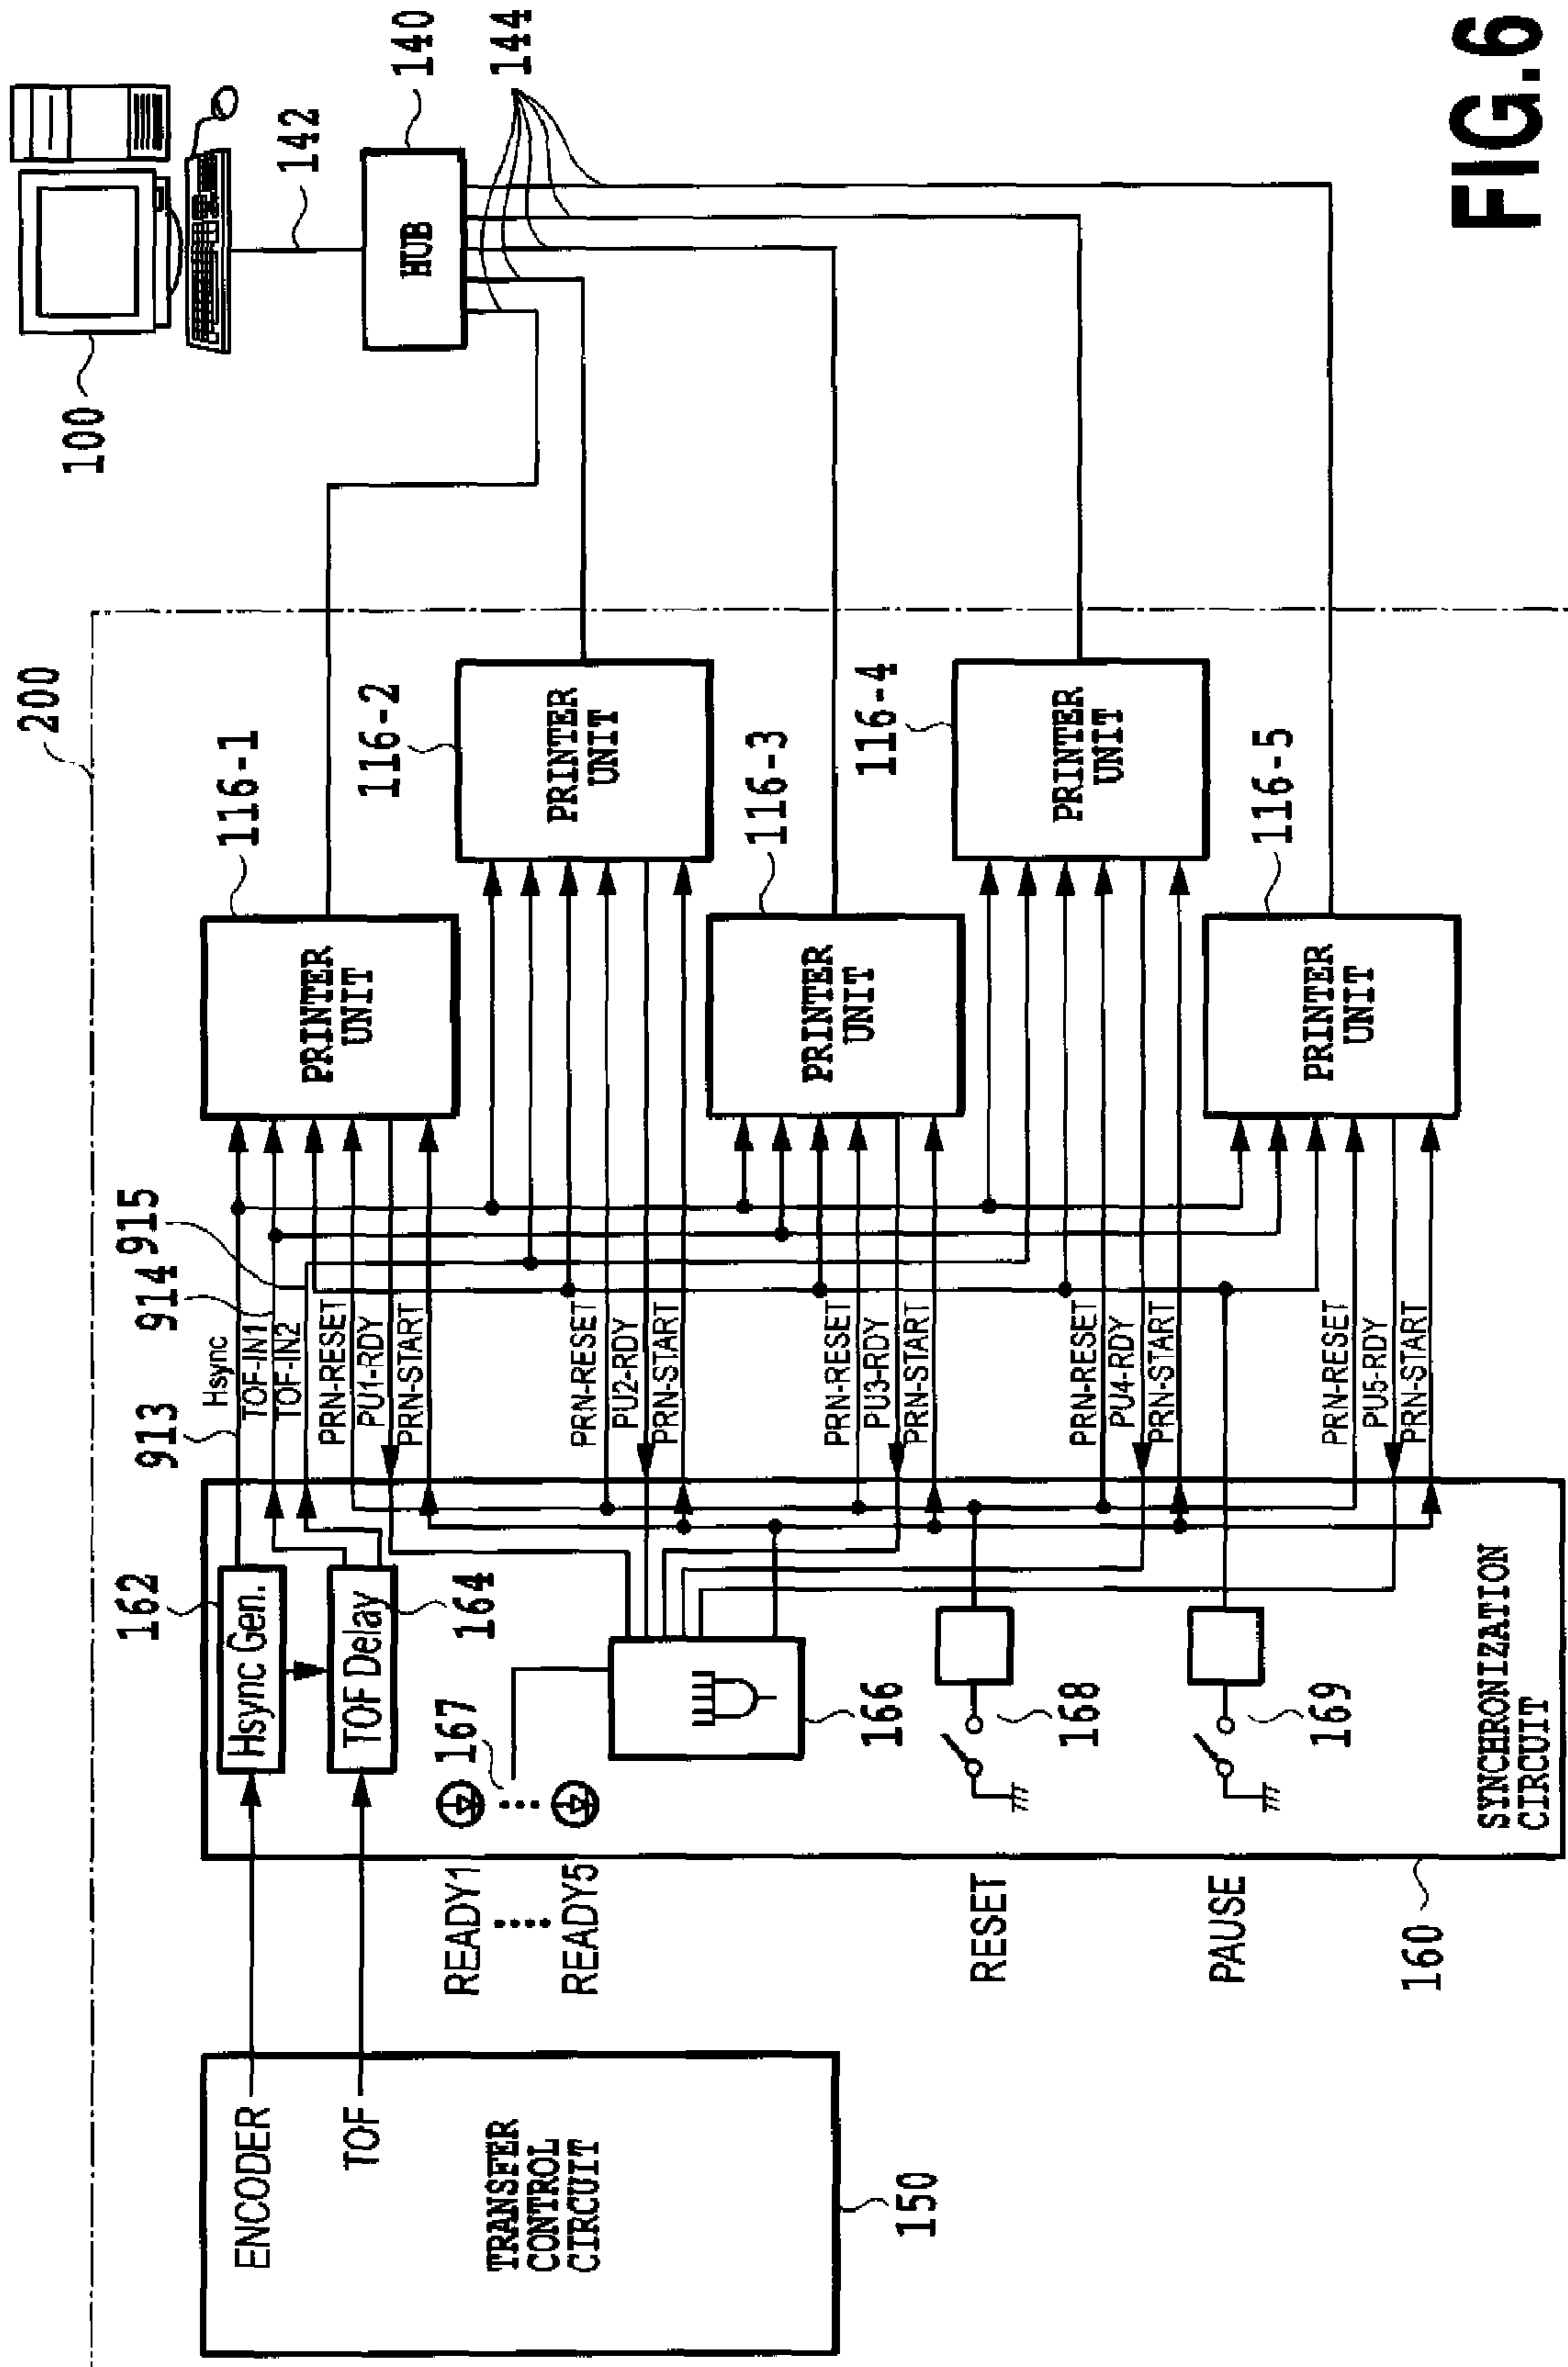 100
142
HUB
140
144
200
116-1
PRINTER
UNIT
116-2
PRINTER
UNIT
116-3
PRINTER
UNIT
116-4
PRINTER
UNIT
116-5
PRINTER
UNIT
913
914
915
Hsync
TOF-IN1
TOF-IN2
PRN-RESET
PU1-RDY
PRN-START
PRN-RESET
PU2-RDY
PRN-START
PRN-RESET
PU3-RDY
PRN-START
PRN-RESET
PU4-RDY
PRN-START
PRN-RESET
PU5-RDY
PRN-START
162
Hsync Gen.
TOF Delay
164
167
166
168
169
READY1
READY5
RESET
PAUSE
SYNCHRONIZATION
CIRCUIT
160
ENCODER
TOF
TRANSFER
CONTROL
CIRCUIT
150
FIG.6